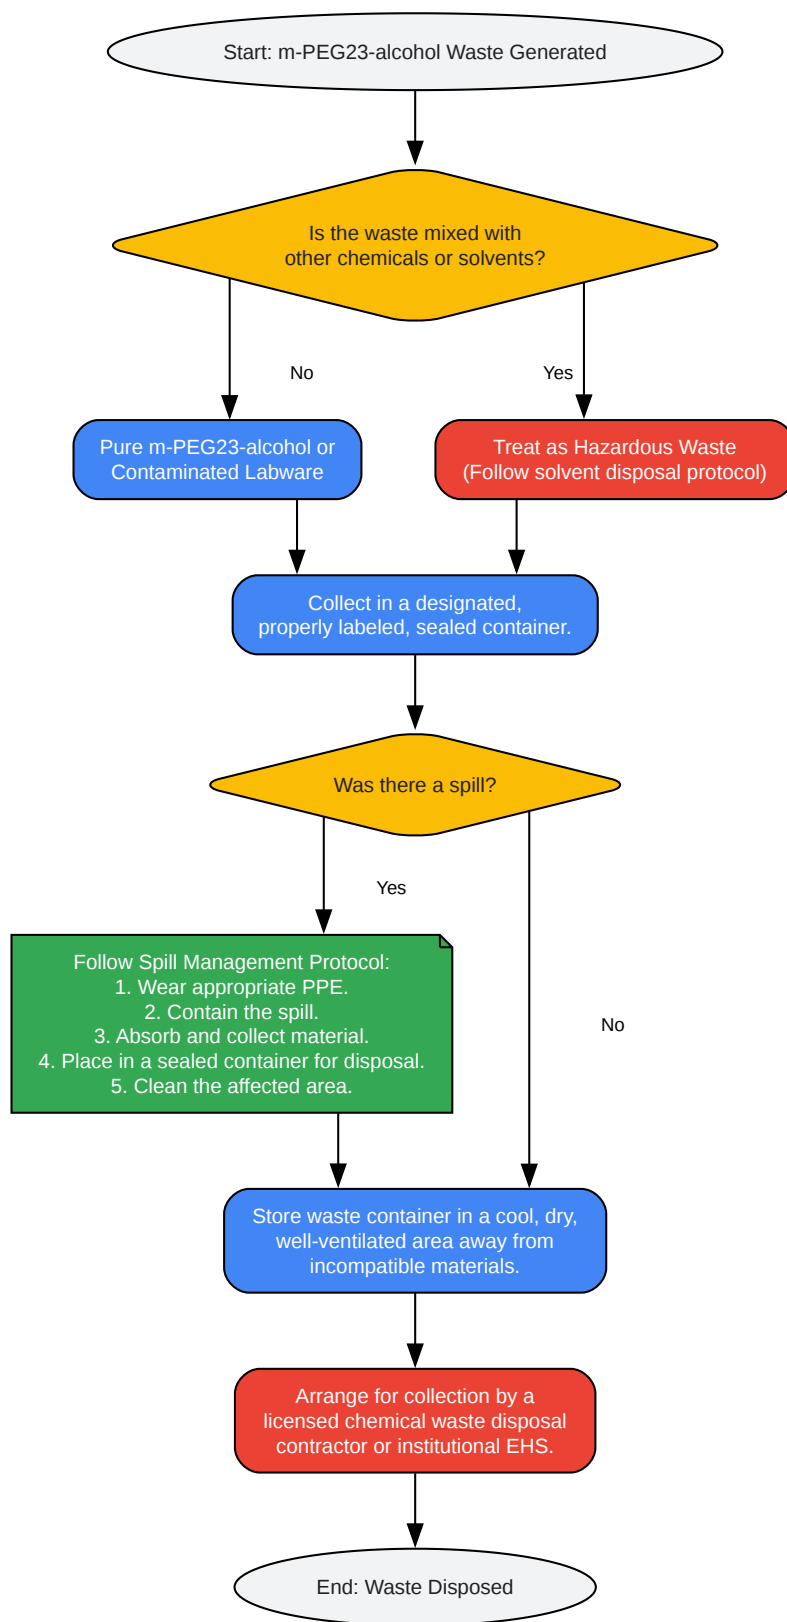 Start: m-PEG23-alcohol Waste Generated
Is the waste mixed with
other chemicals or solvents?
No
Yes
Pure m-PEG23-alcohol or
Contaminated Labware
Treat as Hazardous Waste
(Follow solvent disposal protocol)
Collect in a designated,
properly labeled, sealed container.
Was there a spill?
Yes
Follow Spill Management Protocol:
1. Wear appropriate PPE.
2. Contain the spill.
3. Absorb and collect material.
4. Place in a sealed container for disposal.
5. Clean the affected area.
No
Store waste container in a cool, dry,
well-ventilated area away from
incompatible materials.
Arrange for collection by a
licensed chemical waste disposal
contractor or institutional EHS.
End: Waste Disposed